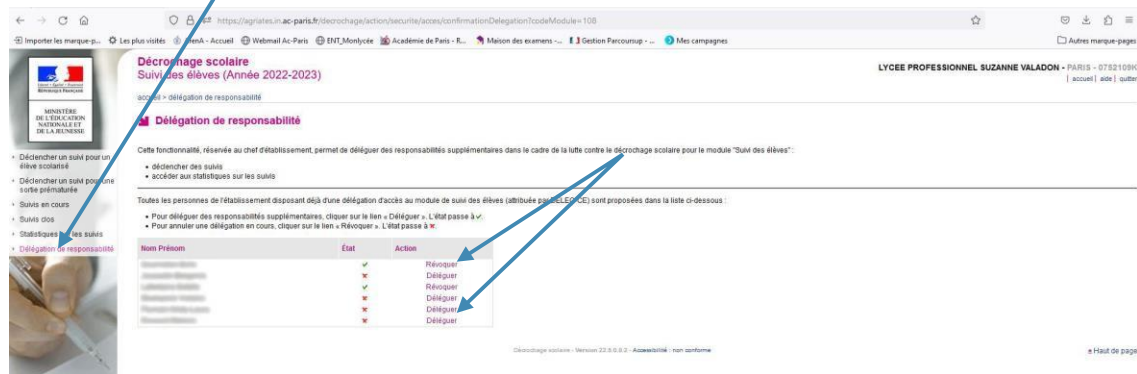 https://agriates.in.ac-paris.fr/decrochage/action/securite/acces/confirmationDelegation?codeModule=108
Importer les marque-p... Les plus visités ArenA - Accueil Webmail Ac-Paris ENT_Monlycée Académie de Paris - R... Maison des examens -... Gestion Parcoursup - ... Mes campagnes Autres marque-pages
Décrochage scolaire
Suivi des élèves (Année 2022-2023)
LYCEE PROFESSIONNEL SUZANNE VALADON - PARIS - 0752109K
| accueil | aide | quitter
accueil > délégation de responsabilité
RÉPUBLIQUE FRANÇAISE
MINISTÈRE
DE L'ÉDUCATION
NATIONALE ET
DE LA JEUNESSE
Déclencher un suivi pour un
élève scolarisé
Déclencher un suivi pour une
sortie prématurée
Suivis en cours
Suivis clos
Statistiques sur les suivis
Délégation de responsabilité
Délégation de responsabilité
Cette fonctionnalité, réservée au chef d'établissement, permet de déléguer des responsabilités supplémentaires dans le cadre de la lutte contre le décrochage scolaire pour le module "Suivi des élèves" :
• déclencher des suivis
• accéder aux statistiques sur les suivis
Toutes les personnes de l'établissement disposant déjà d'une délégation d'accès au module de suivi des élèves (attribuée par DELEG-CE) sont proposées dans la liste ci-dessous :
• Pour déléguer des responsabilités supplémentaires, cliquer sur le lien « Déléguer ». L'état passe à ✔.
• Pour annuler une délégation en cours, cliquer sur le lien « Révoquer ». L'état passe à ✖.
Nom Prénom État Action
✔ Révoquer
✖ Déléguer
✔ Révoquer
✖ Déléguer
✖ Déléguer
✖ Déléguer
Décrochage scolaire - Version 22.5.0.0.2 - Accessibilité : non conforme
Haut de page